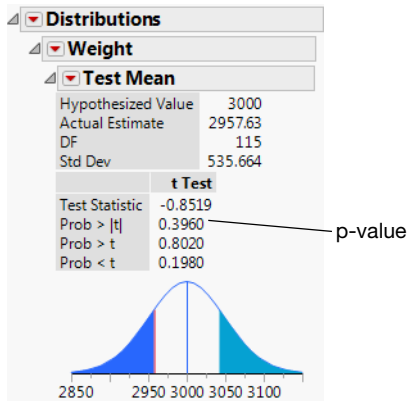 Distributions
Weight
Test Mean
Hypothesized Value 3000
Actual Estimate 2957.63
DF 115
Std Dev 535.664
t Test
Test Statistic -0.8519
Prob > |t| 0.3960
p-value
Prob > t 0.8020
Prob < t 0.1980
2850 2950 3000 3050 3100